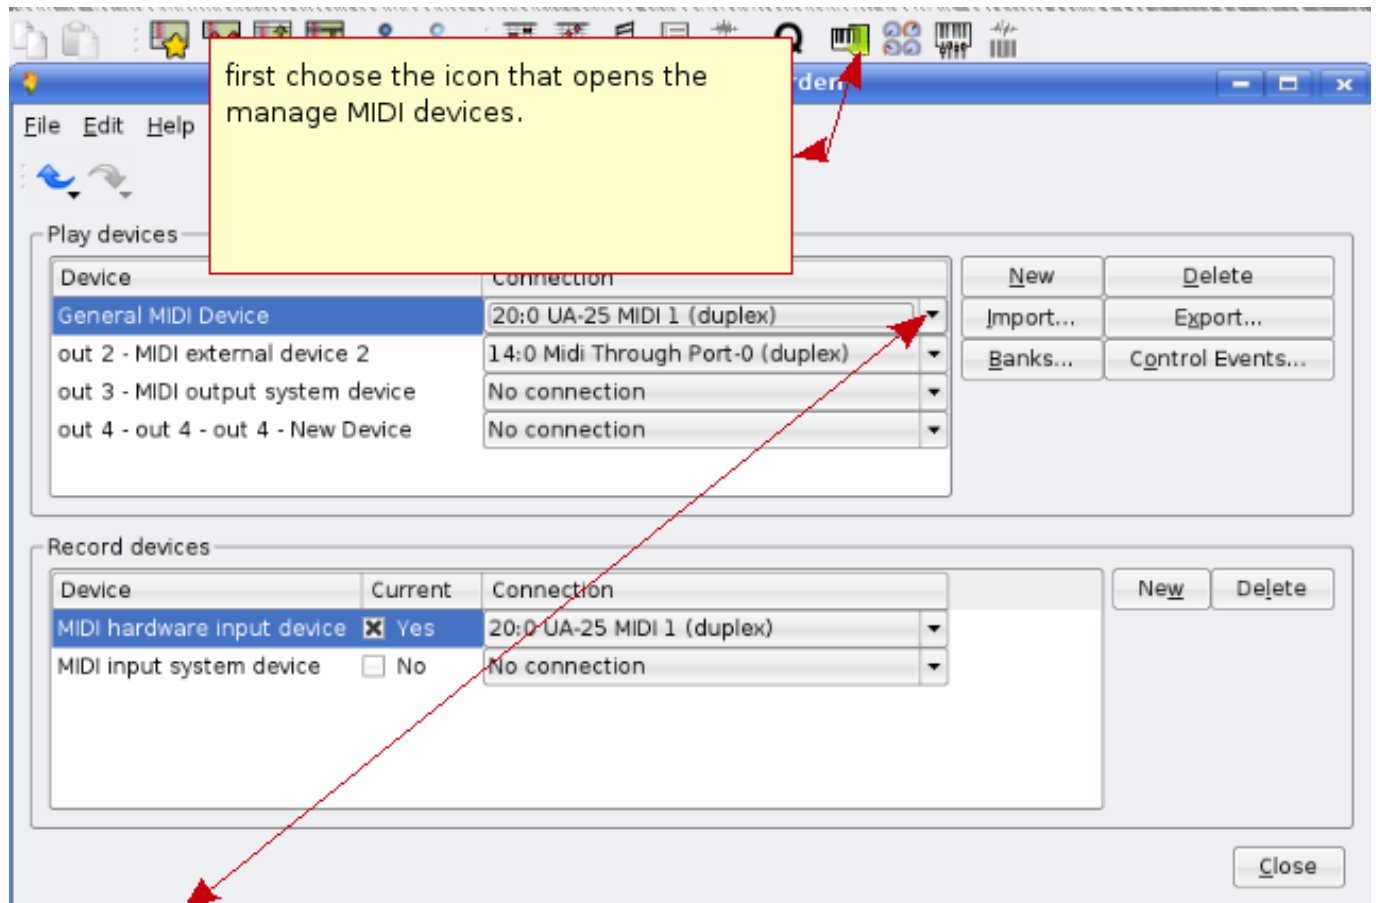 first choose the icon that opens the
manage MIDI devices.
rden
File Edit Help
Play devices
Device Connection
General MIDI Device 20:0 UA-25 MIDI 1 (duplex)
out 2 - MIDI external device 2 14:0 Midi Through Port-0 (duplex)
out 3 - MIDI output system device No connection
out 4 - out 4 - out 4 - New Device No connection
New Delete
Import... Export...
Banks... Control Events...
Record devices
Device Current Connection
MIDI hardware input device Yes 20:0 UA-25 MIDI 1 (duplex)
MIDI input system device No No connection
New Delete
Close